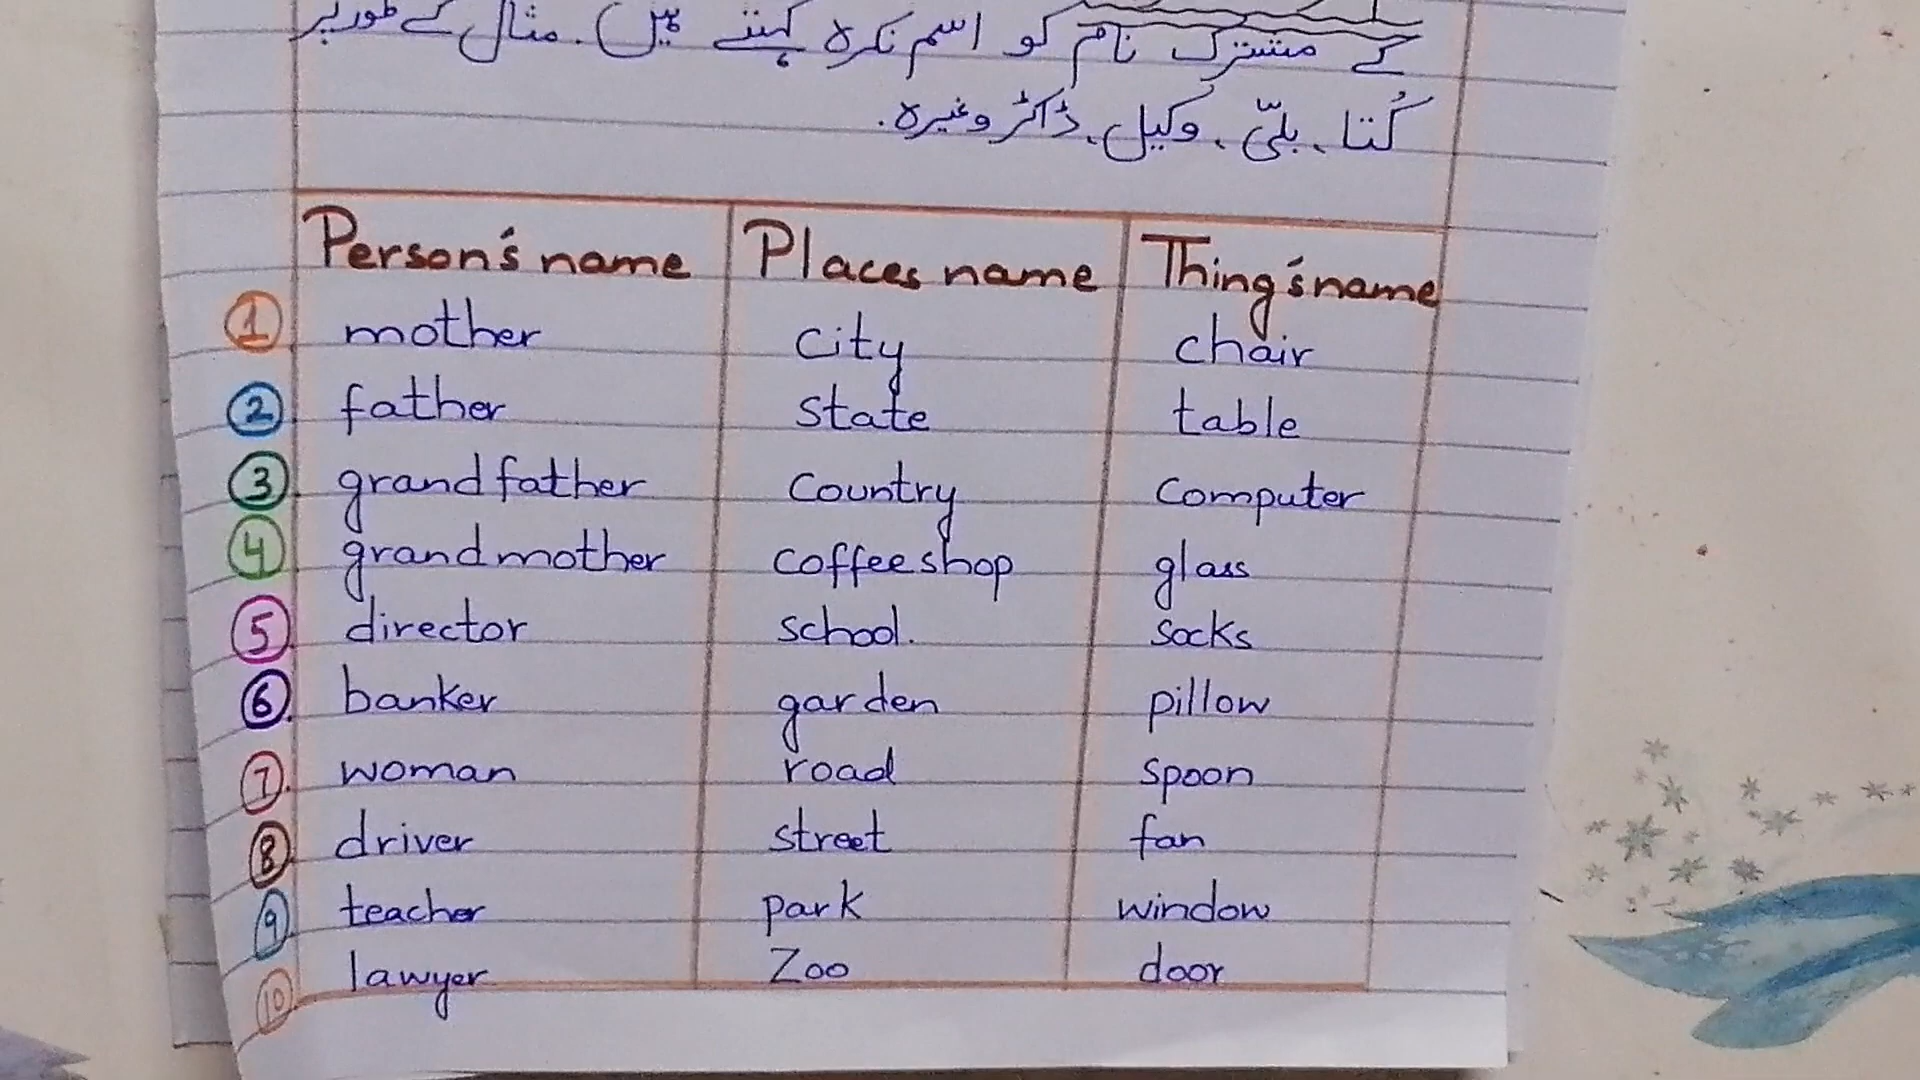 کے مشترک نام کو اسم نکرہ کہتے ہیں. مثال کے طور پر
کُتا، بلیّ، وکیل، ڈاکٹر وغیرہ.
Person's name Places name Thing's name
1 mother city chair
2 father state table
3 grandfather country computer
4 grandmother coffeeshop glass
5 director school. socks
6 banker garden pillow
7 woman road spoon
8 driver street fan
9 teacher park window
10 lawyer Zoo door